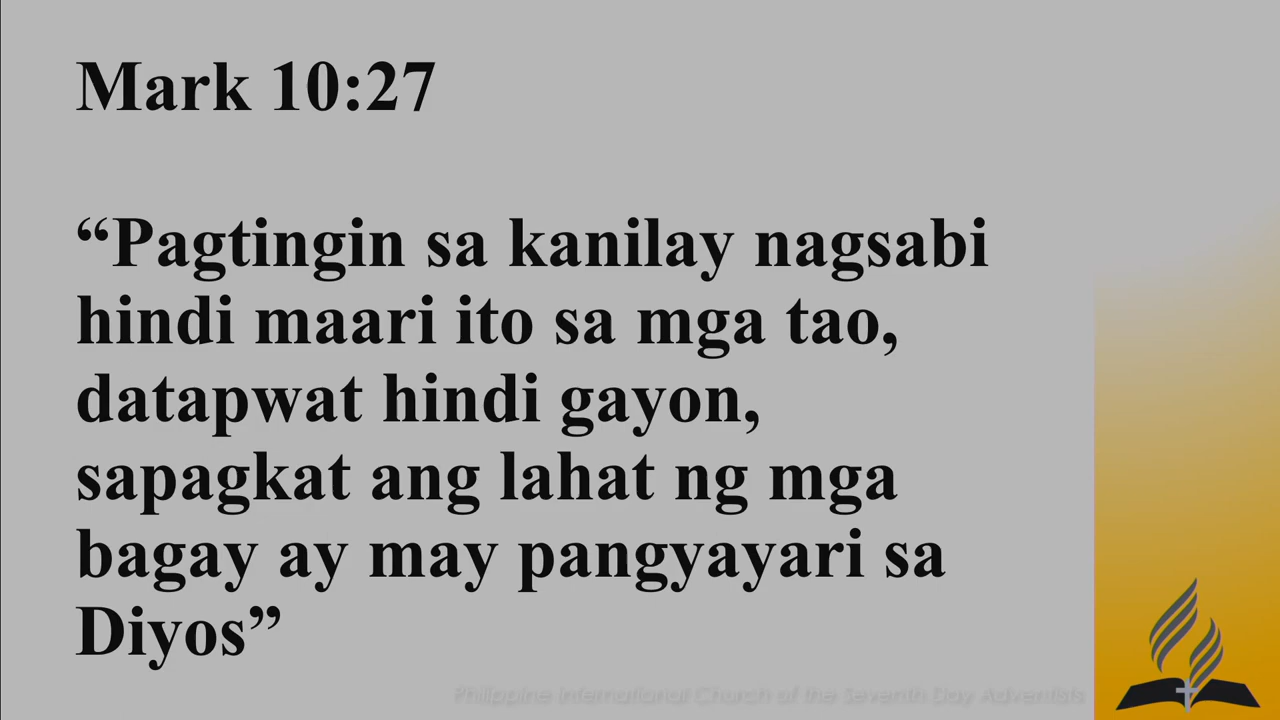 Mark 10:27
“Pagtingin sa kanilay nagsabi
hindi maari ito sa mga tao,
datapwat hindi gayon,
sapagkat ang lahat ng mga
bagay ay may pangyayari sa
Diyos”
Philippine International Church of the Seventh Day Adventists